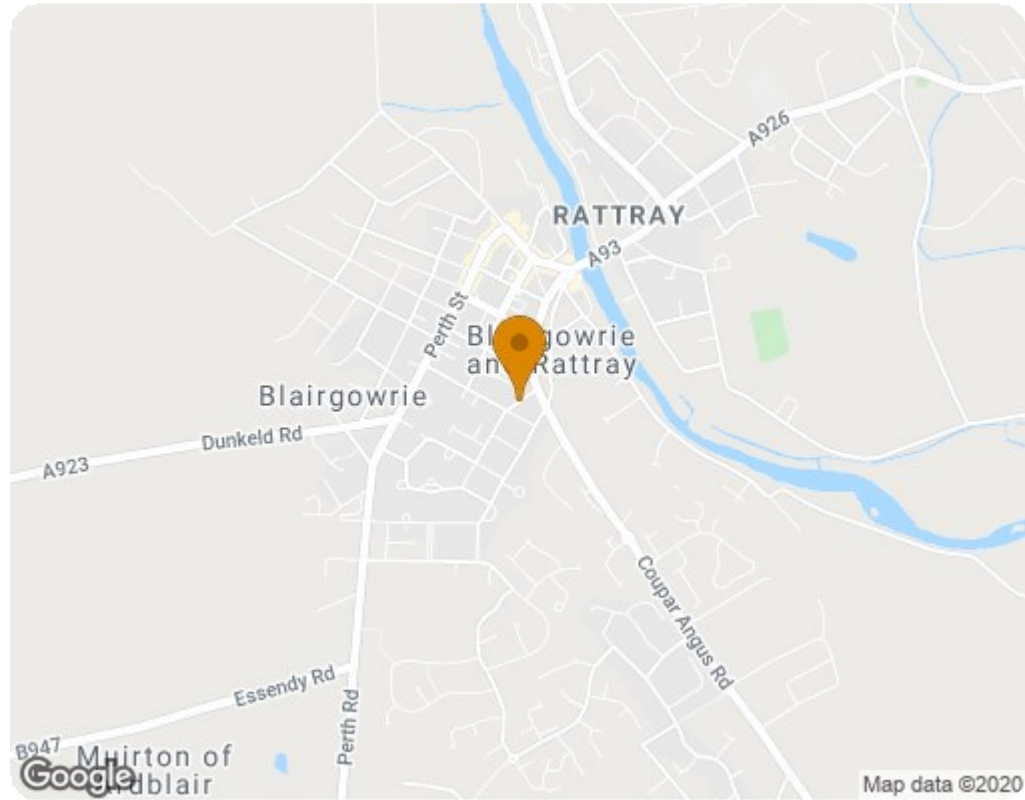 A926
RATTRAY
A93
Perth St
Blairgowrie
and Rattray
Blairgowrie
Dunkeld Rd
A923
Coupar Angus Rd
Essendy Rd
Perth Rd
B947
Muirton of
Ardblair
Google
Map data ©2020